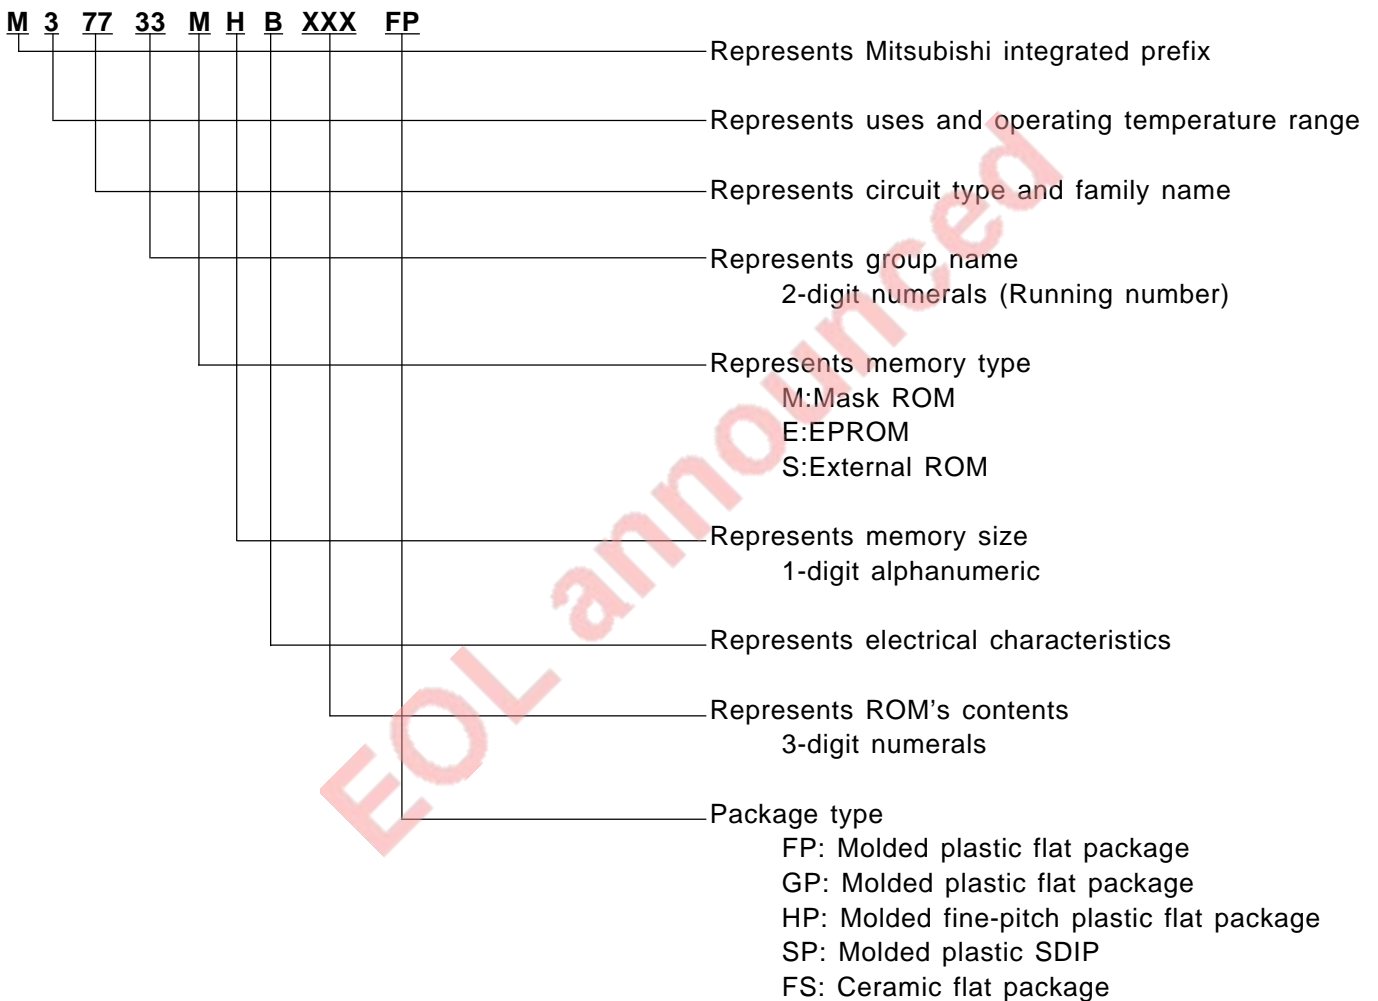 M 3 77 33 M H B XXX FP
Represents Mitsubishi integrated prefix
Represents uses and operating temperature range
Represents circuit type and family name
Represents group name
2-digit numerals (Running number)
Represents memory type
M:Mask ROM
E:EPROM
S:External ROM
Represents memory size
1-digit alphanumeric
Represents electrical characteristics
Represents ROM's contents
3-digit numerals
Package type
FP: Molded plastic flat package
GP: Molded plastic flat package
HP: Molded fine-pitch plastic flat package
SP: Molded plastic SDIP
FS: Ceramic flat package
EOL announced